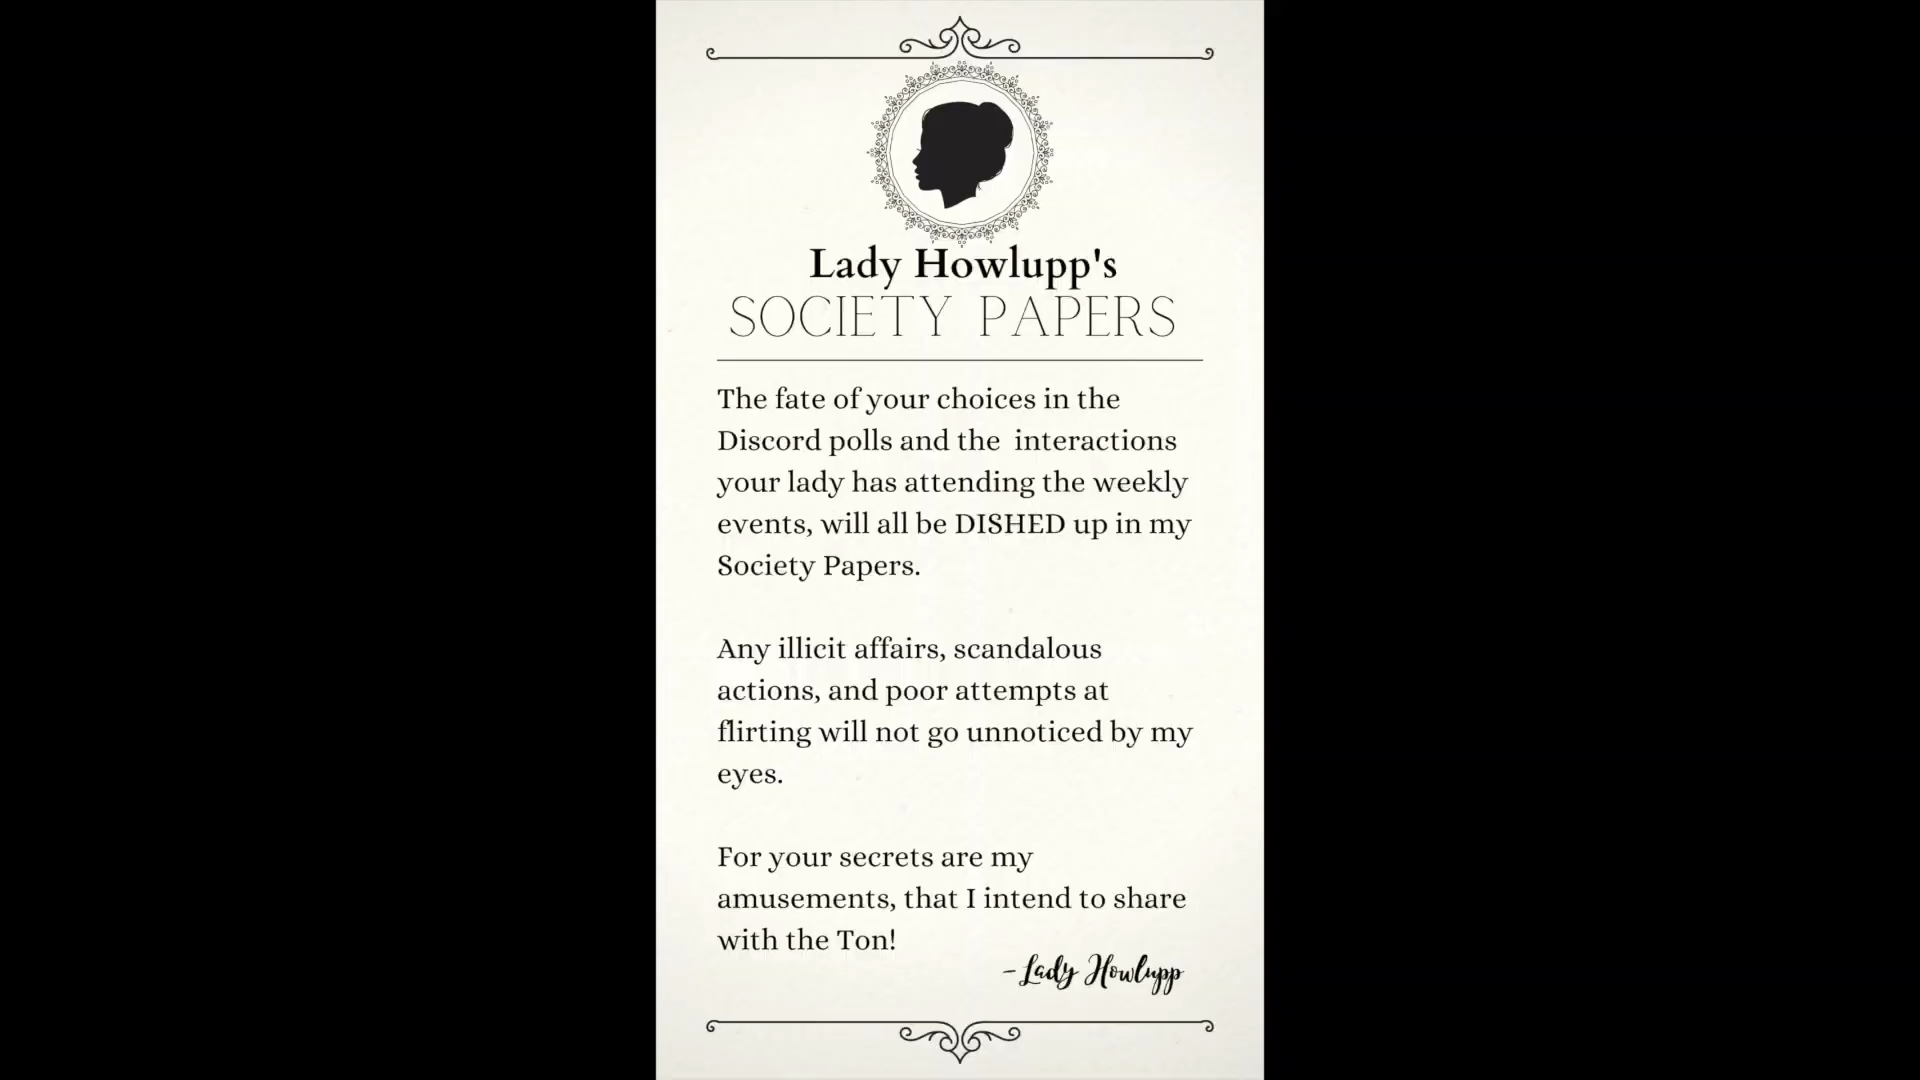 Lady Howlupp's
SOCIETY PAPERS
The fate of your choices in the
Discord polls and the  interactions
your lady has attending the weekly
events, will all be DISHED up in my
Society Papers.
Any illicit affairs, scandalous
actions, and poor attempts at
flirting will not go unnoticed by my
eyes.
For your secrets are my
amusements, that I intend to share
with the Ton!
-Lady Howlupp